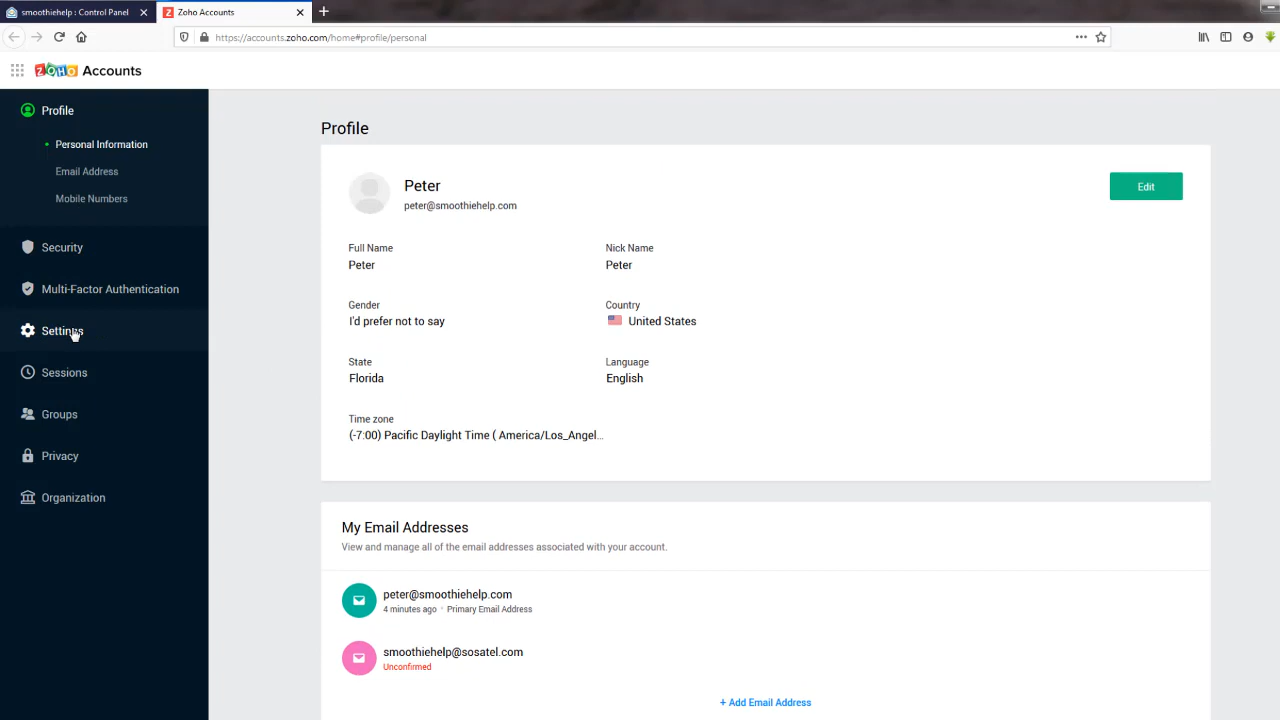 smoothiehelp : Control Panel
Zoho Accounts
https://accounts.zoho.com/home#profile/personal
ZOHO Accounts
Profile
Personal Information
Email Address
Mobile Numbers
Security
Multi-Factor Authentication
Settings
Sessions
Groups
Privacy
Organization
Profile
Peter
peter@smoothiehelp.com
Edit
Full Name
Peter
Nick Name
Peter
Gender
I'd prefer not to say
Country
United States
State
Florida
Language
English
Time zone
(-7:00) Pacific Daylight Time ( America/Los_Angel...
My Email Addresses
View and manage all of the email addresses associated with your account.
peter@smoothiehelp.com
4 minutes ago · Primary Email Address
smoothiehelp@sosatel.com
Unconfirmed
+ Add Email Address